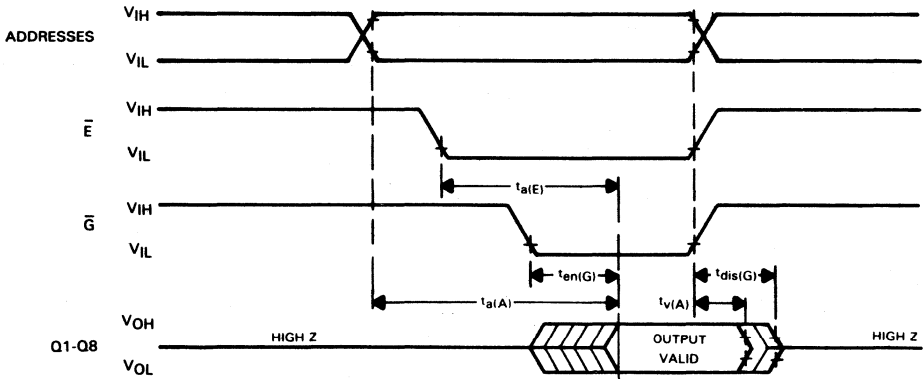 VIH
ADDRESSES
VIL
VIH
E̅
VIL
ta(E)
VIH
G̅
VIL
ten(G)
tdis(G)
ta(A)
tv(A)
VOH
HIGH Z
OUTPUT
VALID
HIGH Z
Q1-Q8
VOL